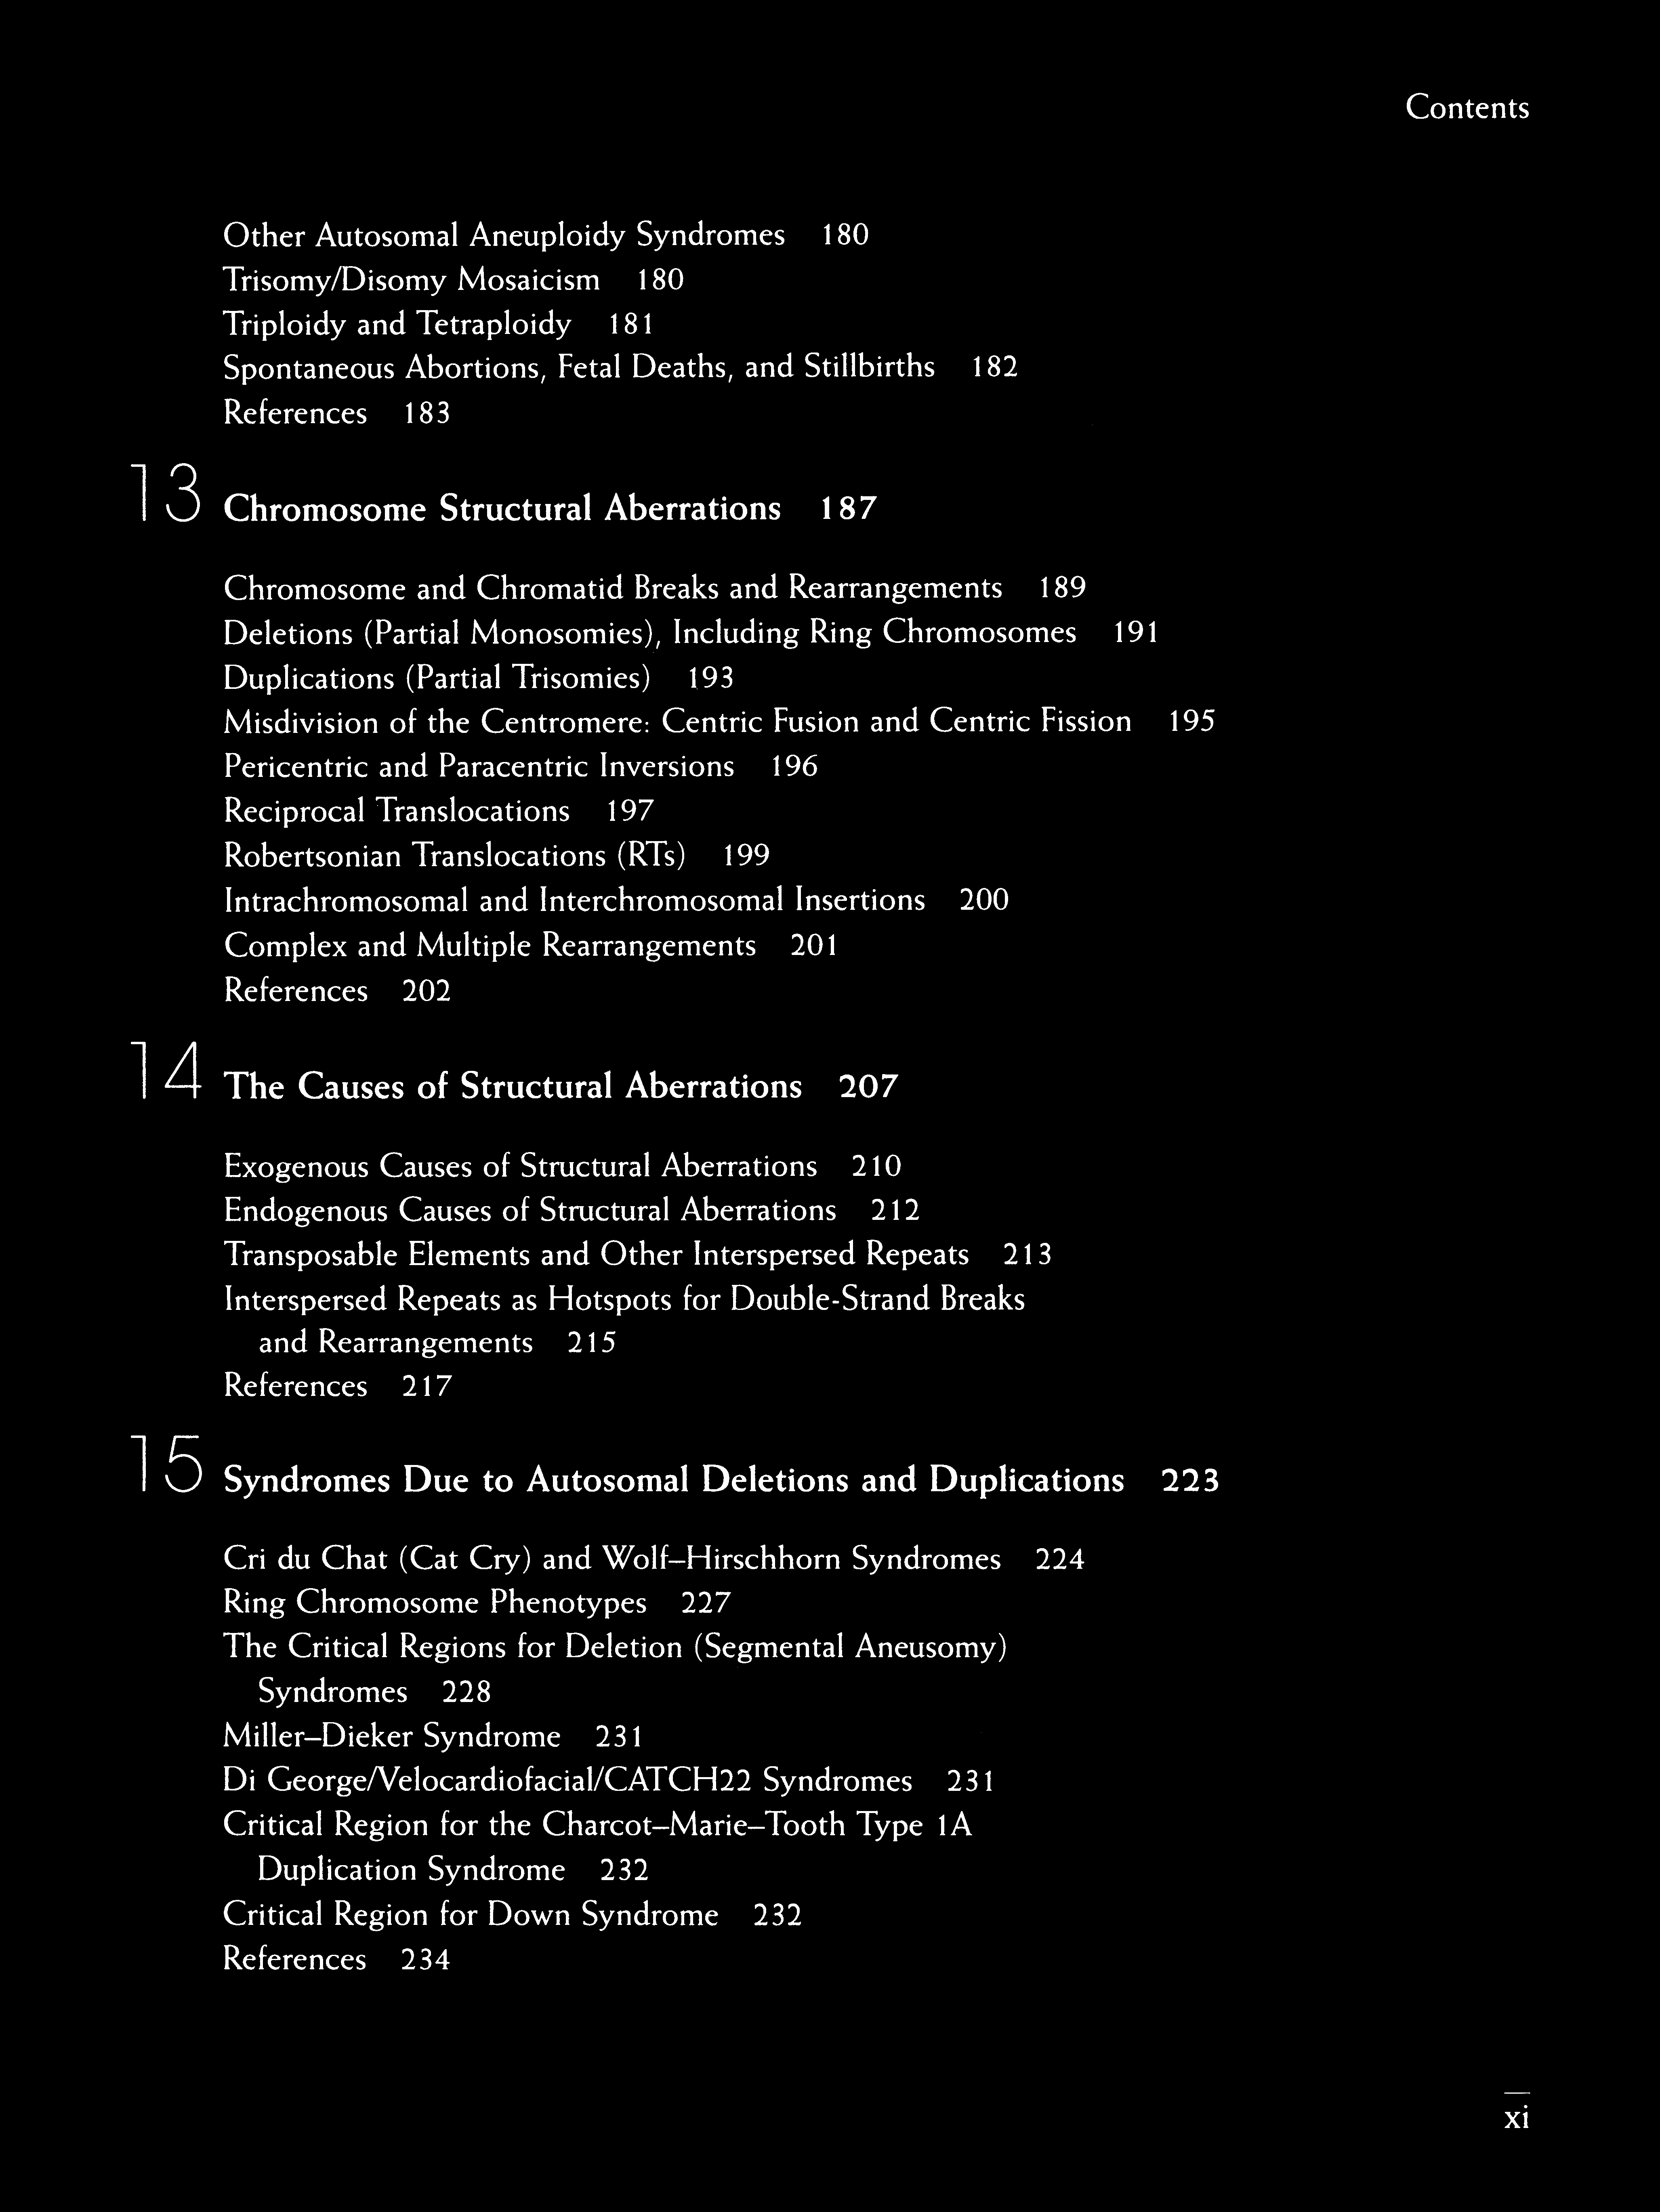 Contents
Other Autosomal Aneuploidy Syndromes 180
Trisomy/Disomy Mosaicism 180
Triploidy and Tetraploidy 181
Spontaneous Abortions, Fetal Deaths, and Stillbirths 182
References 183
13 Chromosome Structural Aberrations 187
Chromosome and Chromatid Breaks and Rearrangements 189
Deletions (Partial Monosomies), Including Ring Chromosomes 191
Duplications (Partial Trisomies) 193
Misdivision of the Centromere: Centric Fusion and Centric Fission 195
Pericentric and Paracentric Inversions 196
Reciprocal Translocations 197
Robertsonian Translocations (RTs) 199
Intrachromosomal and Interchromosomal Insertions 200
Complex and Multiple Rearrangements 201
References 202
14 The Causes of Structural Aberrations 207
Exogenous Causes of Structural Aberrations 210
Endogenous Causes of Structural Aberrations 212
Transposable Elements and Other Interspersed Repeats 213
Interspersed Repeats as Hotspots for Double-Strand Breaks
and Rearrangements 215
References 217
15 Syndromes Due to Autosomal Deletions and Duplications 223
Cri du Chat (Cat Cry) and Wolf–Hirschhorn Syndromes 224
Ring Chromosome Phenotypes 227
The Critical Regions for Deletion (Segmental Aneusomy)
Syndromes 228
Miller–Dieker Syndrome 231
Di George/Velocardiofacial/CATCH22 Syndromes 231
Critical Region for the Charcot–Marie–Tooth Type 1A
Duplication Syndrome 232
Critical Region for Down Syndrome 232
References 234
xi